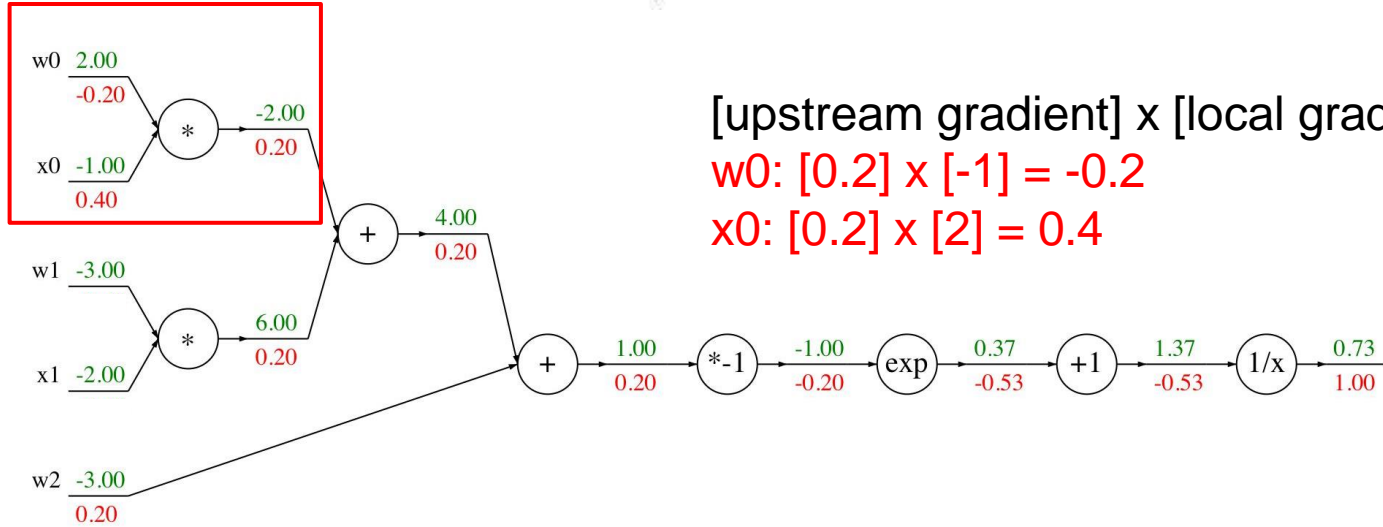 w0 2.00
-0.20
x0 -1.00
0.40
*
-2.00
0.20
[upstream gradient] x [local grad
w0: [0.2] x [-1] = -0.2
x0: [0.2] x [2] = 0.4
+
4.00
0.20
w1 -3.00
x1 -2.00
*
6.00
0.20
w2 -3.00
0.20
+
1.00
0.20
*-1
-1.00
-0.20
exp
0.37
-0.53
+1
1.37
-0.53
1/x
0.73
1.00